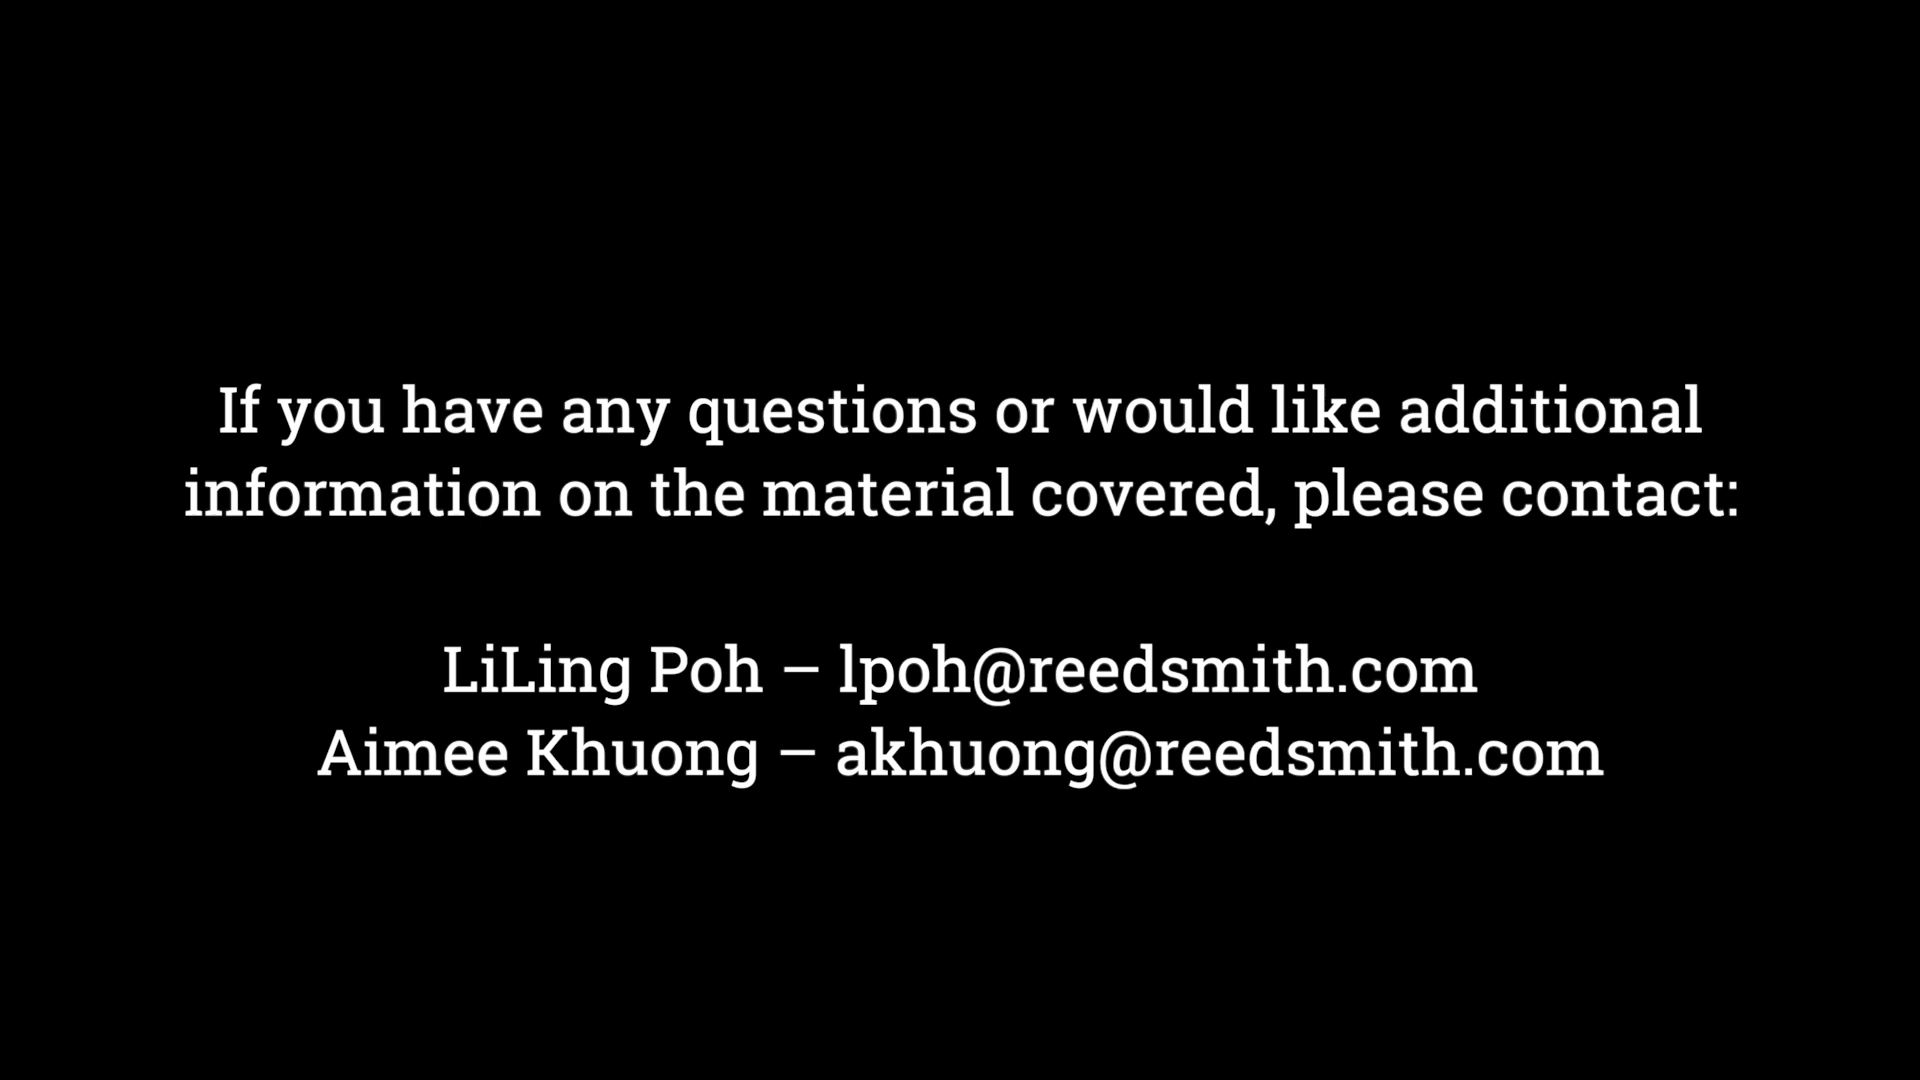 If you have any questions or would like additional
information on the material covered, please contact:
LiLing Poh – lpoh@reedsmith.com
Aimee Khuong – akhuong@reedsmith.com